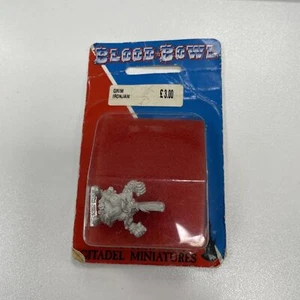 BLOOD BOWL
GRIM
IRONJAW
£3.00
CITADEL MINIATURES